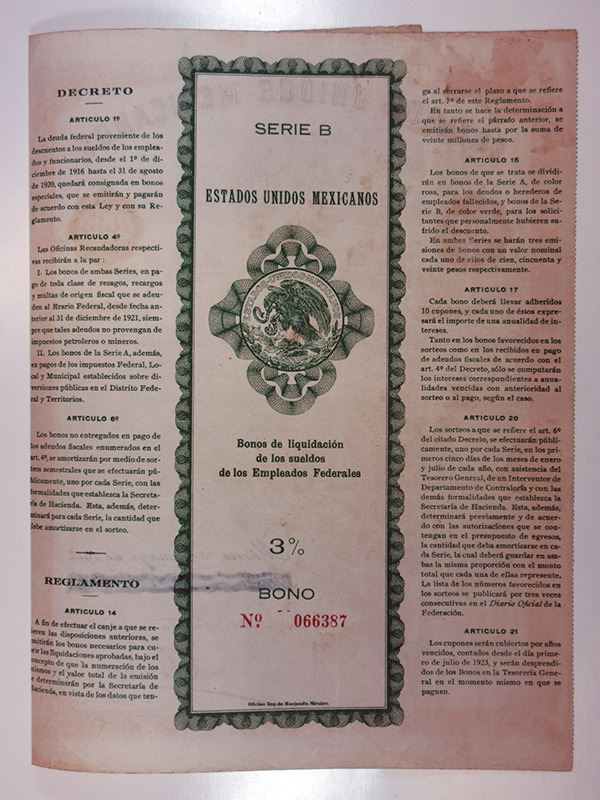 DECRETO
ARTICULO 1º
La deuda federal proveniente de los
descuentos a los sueldos de los emplea-
dos y funcionarios, desde el 1º de di-
ciembre de 1916 hasta el 31 de agosto
de 1920, quedará consignada en bonos
especiales, que se emitirán y pagarán
de acuerdo con esta Ley y con su Re-
glamento.
ARTICULO 4º
Las Oficinas Recaudadoras respecti-
vas recibirán a la par:
I. Los bonos de ambas Series, en pa-
go de toda clase de rezagos, recargos
y multas de origen fiscal que se adeu-
den al Erario Federal, desde fecha an-
terior al 31 de diciembre de 1921, siem-
pre que tales adeudos no provengan de
impuestos petroleros o mineros.
II. Los bonos de la Serie A, además,
en pagos de los impuestos Federal, Lo-
cal y Municipal establecidos sobre di-
versiones públicas en el Distrito Fede-
ral y Territorios.
ARTICULO 6º
Los bonos no entregados en pago de
los adeudos fiscales enumerados en el
art. 4º, se amortizarán por medio de sor-
teos semestrales que se efectuarán pú-
blicamente, uno por cada Serie, con las
formalidades que establezca la Secreta-
ría de Hacienda. Esta, además, deter-
minará para cada Serie, la cantidad que
debe amortizarse en el sorteo.
REGLAMENTO
ARTICULO 14
A fin de efectuar el canje a que se re-
fieren las disposiciones anteriores, se
emitirán los bonos necesarios para cu-
brir las liquidaciones aprobadas, bajo el
concepto de que la numeración de los
mismos y el valor total de la emisión
se determinarán por la Secretaría de
Hacienda, en vista de los datos que ten-
SERIE B
ESTADOS UNIDOS MEXICANOS
ESTADOS UNIDOS MEXICANOS
Bonos de liquidación
de los sueldos
de los Empleados Federales
3%
BONO
Nº 066387
Oficina Imp. de Hacienda México.
ga al cerrarse el plazo a que se refiere
el art. 7º de este Reglamento.
En tanto se hace la determinación a
que se refiere el párrafo anterior, se
emitirán bonos hasta por la suma de
veinte millones de pesos.
ARTICULO 15
Los bonos de que se trata se dividi-
rán en bonos de la Serie A, de color
rosa, para los deudos o herederos de
empleados fallecidos, y bonos de la Se-
rie B, de color verde, para los solici-
tantes que personalmente hubieren su-
frido el descuento.
En ambas Series se harán tres emi-
siones de bonos con un valor nominal
cada uno de ellos de cien, cincuenta y
veinte pesos respectivamente.
ARTICULO 17
Cada bono deberá llevar adheridos
10 cupones, y cada uno de éstos expre-
sará el importe de una anualidad de in-
tereses.
Tanto en los bonos favorecidos en los
sorteos como en los recibidos en pago
de adeudos fiscales de acuerdo con el
art. 4º del Decreto, sólo se computarán
los intereses correspondientes a anua-
lidades vencidas con anterioridad al
sorteo o al pago, según el caso.
ARTICULO 20
Los sorteos a que se refiere el art. 6º
del citado Decreto, se efectuarán públi-
camente, uno por cada Serie, en los pri-
meros cinco días de los meses de enero
y julio de cada año, con asistencia del
Tesorero General, de un Interventor de
Departamento de Contraloría y con las
demás formalidades que establezca la
Secretaría de Hacienda. Esta, además,
determinará previamente y de acuer-
do con las autorizaciones que se con-
tengan en el presupuesto de egresos,
la cantidad que deba amortizarse en ca-
da Serie, la cual deberá guardar en am-
bas la misma proporción con el monto
total que cada una de ellas represente.
La lista de los números favorecidos en
los sorteos se publicará por tres veces
consecutivas en el Diario Oficial de la
Federación.
ARTICULO 21
Los cupones serán cubiertos por años
vencidos, contados desde el día prime-
ro de julio de 1923, y serán desprendi-
dos de los Bonos en la Tesorería Gene-
ral en el momento mismo en que se
paguen.